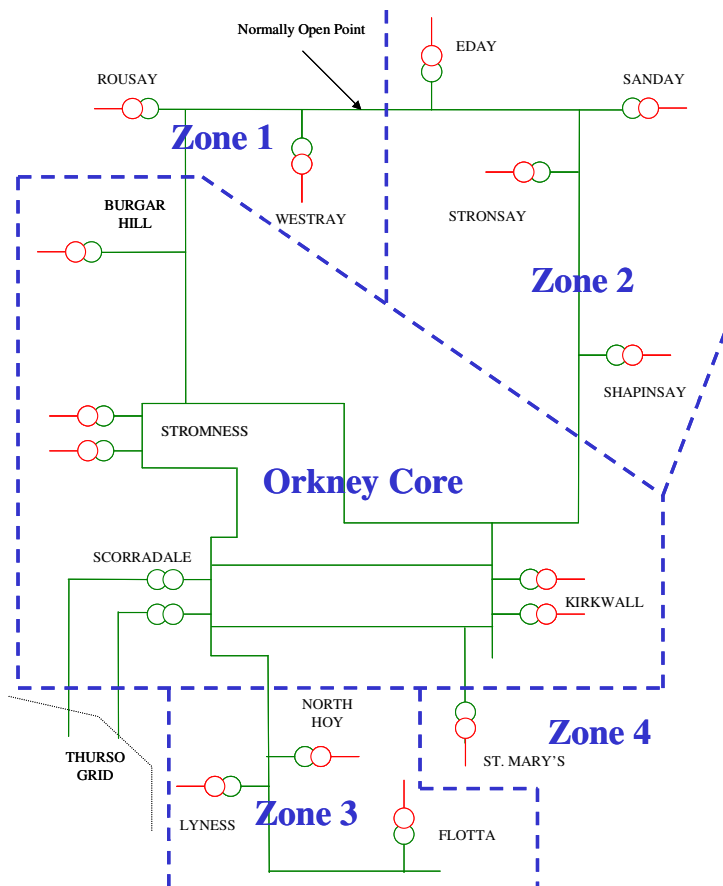 Normally Open Point
EDAY
ROUSAY
SANDAY
Zone 1
BURGAR
HILL
WESTRAY
STRONSAY
Zone 2
SHAPINSAY
STROMNESS
Orkney Core
SCORRADALE
KIRKWALL
NORTH
HOY
Zone 4
THURSO
GRID
ST. MARY'S
LYNESS
Zone 3
FLOTTA